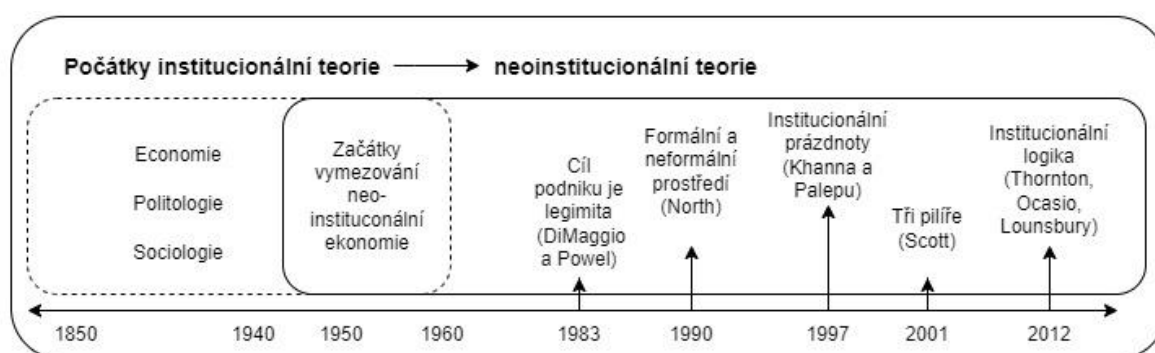 Počátky institucionální teorie neoinstitucionální teorie
Economie
Politologie
Sociologie
Začátky
vymezování
neo-
instituconální
ekonomie
Cíl
podniku je
legimita
(DiMaggio
a Powel)
Formální a
neformální
prostředí
(North)
Institucionální
prázdnoty
(Khanna a
Palepu)
Tři pilíře
(Scott)
Institucionální
logika
(Thornton,
Ocasio,
Lounsbury)
1850 1940 1950 1960 1983 1990 1997 2001 2012